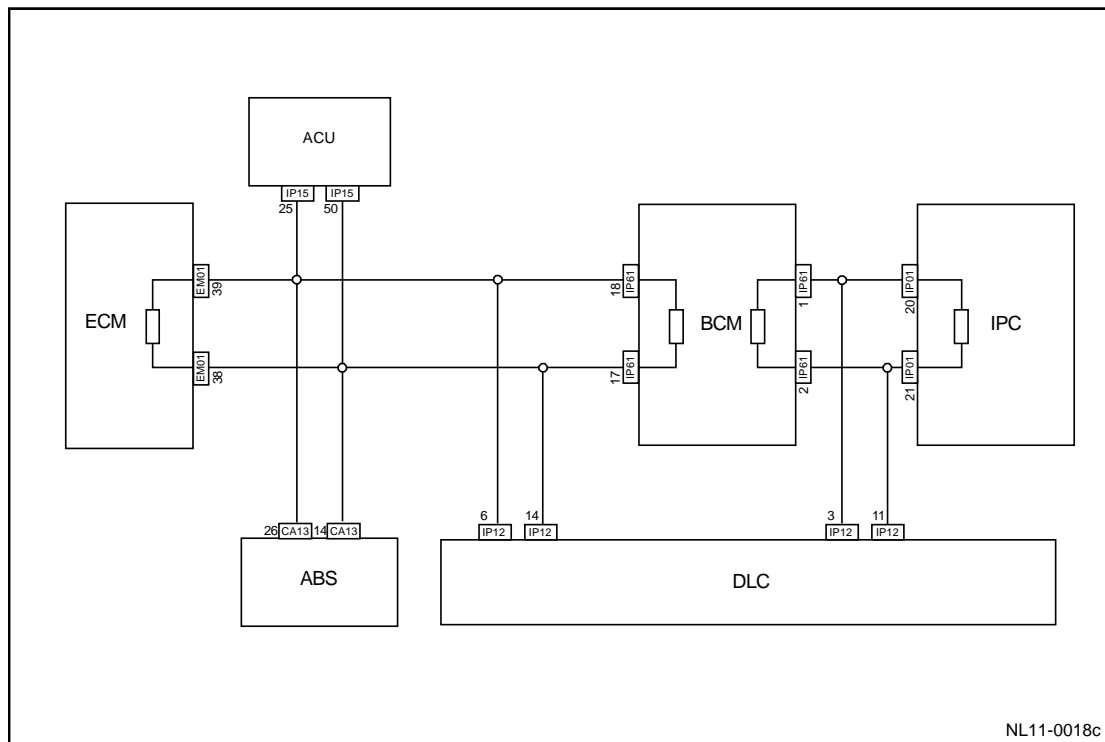 ACU
IP15 IP15
25 50
ECM
EM01
39
EM01
38
18
IP61
17
IP61
BCM
IP61
1
IP61
2
IP01
20
IP01
21
IPC
26 CA13 14 CA13
ABS
6 14 3 11
IP12 IP12 IP12 IP12
DLC
NL11-0018c